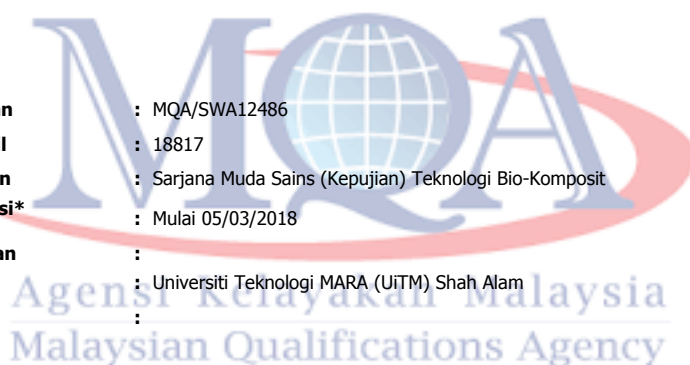 MQA
an : MQA/SWA12486
l : 18817
n : Sarjana Muda Sains (Kepujian) Teknologi Bio-Komposit
si* : Mulai 05/03/2018
an :
: Universiti Teknologi MARA (UiTM) Shah Alam
:
Agensi Kelayakan Malaysia
Malaysian Qualifications Agency